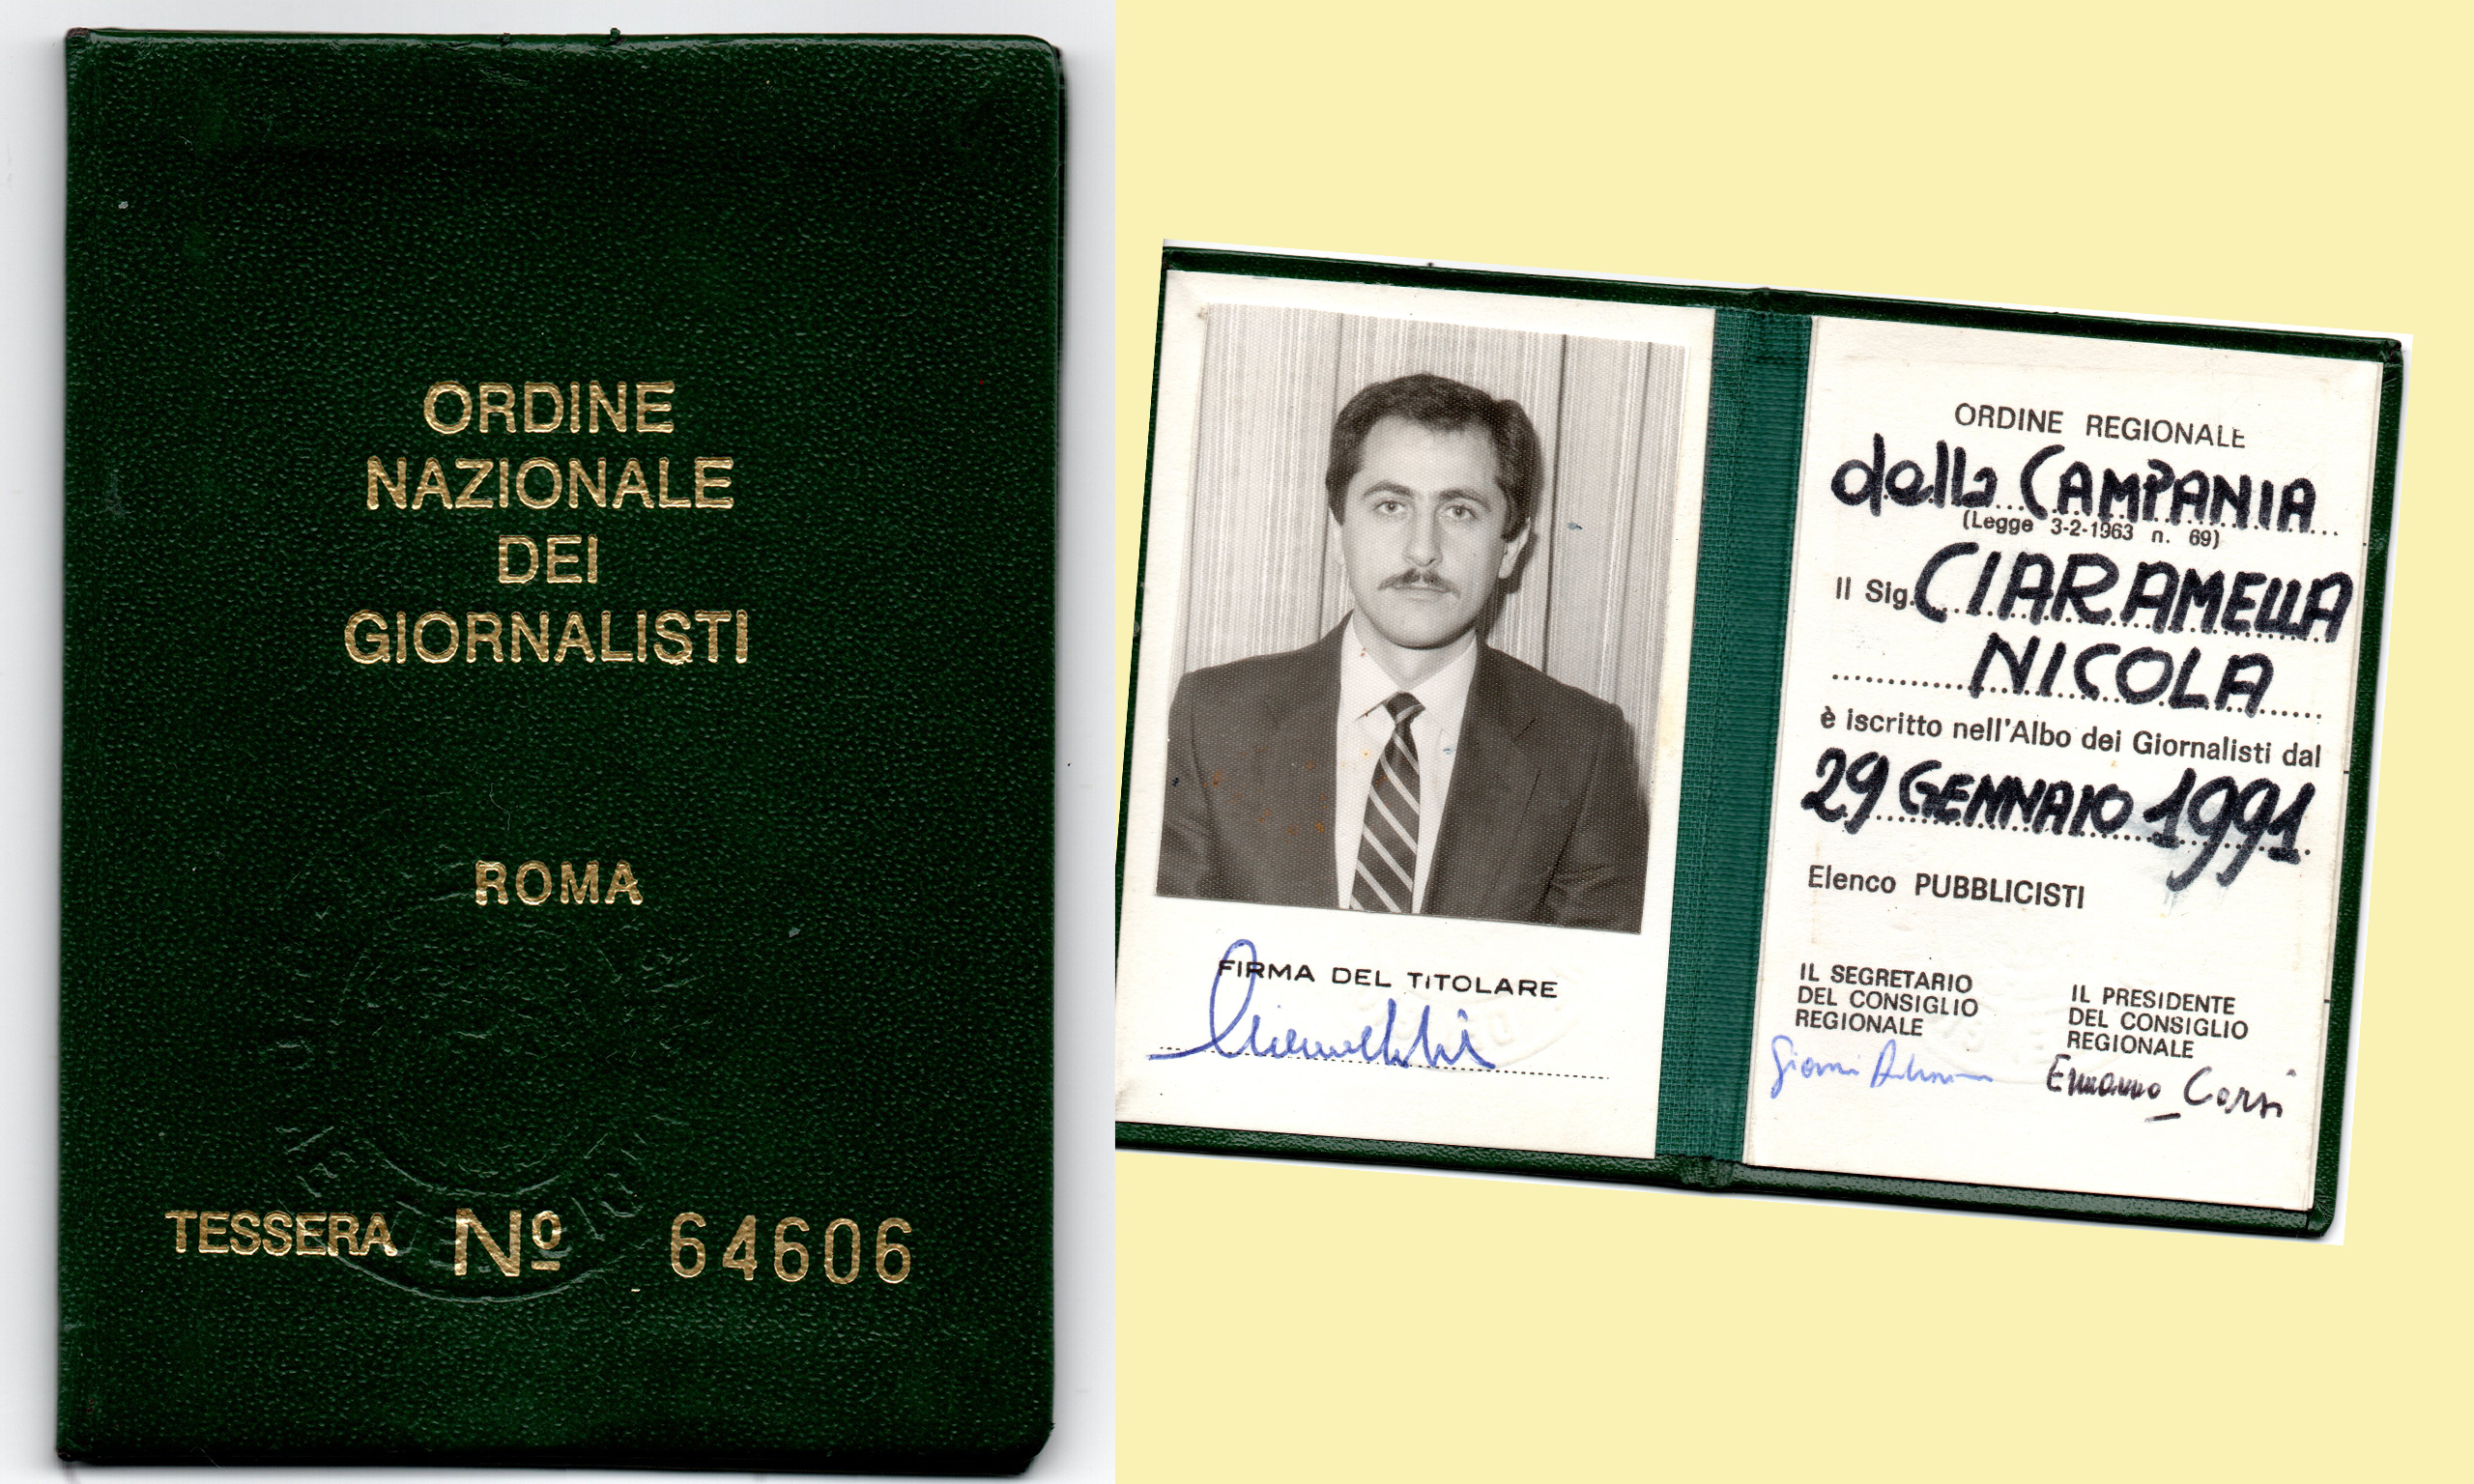 ORDINE
NAZIONALE
DEI
GIORNALISTI
ROMA
TESSERA Nº 64606
FIRMA DEL TITOLARE
ORDINE REGIONALE
della CAMPANIA
(Legge 3-2-1963 n. 69)
Il Sig. CIARAMELLA
NICOLA
è iscritto nell'Albo dei Giornalisti dal
29 GENNAIO 1991
Elenco PUBBLICISTI
IL SEGRETARIO
DEL CONSIGLIO
REGIONALE
Gianni
IL PRESIDENTE
DEL CONSIGLIO
REGIONALE
Ermanno Corsi